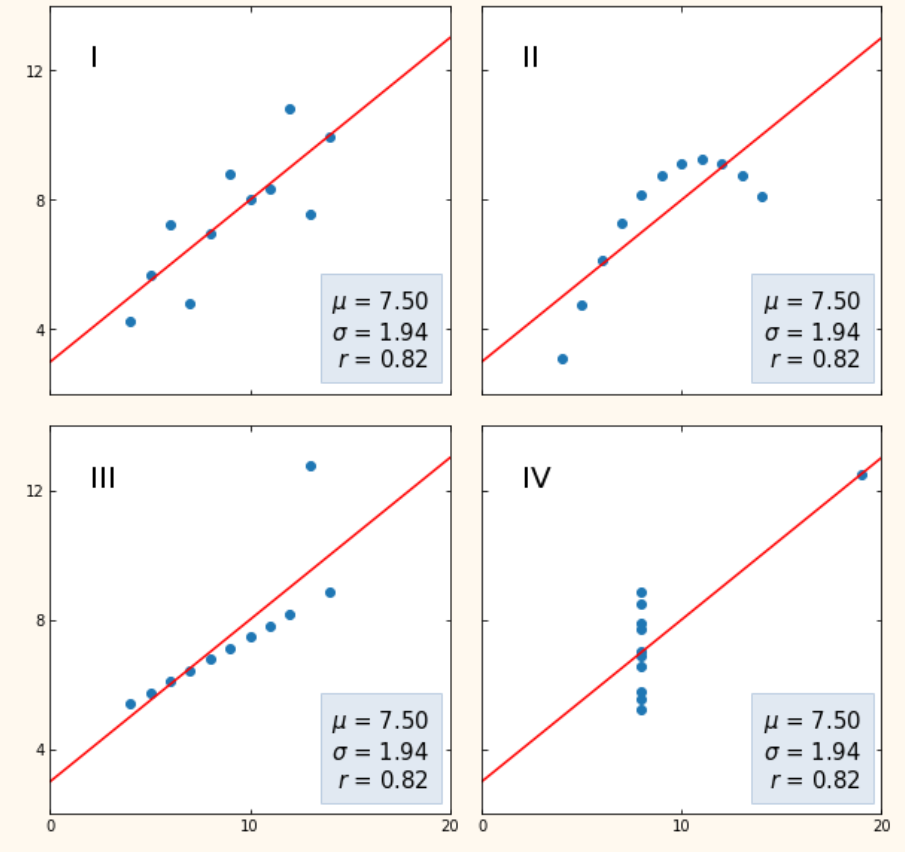 I
II
12
8
4
μ = 7.50
σ = 1.94
r = 0.82
μ = 7.50
σ = 1.94
r = 0.82
III
IV
12
8
4
μ = 7.50
σ = 1.94
r = 0.82
μ = 7.50
σ = 1.94
r = 0.82
0
10
20
0
10
20